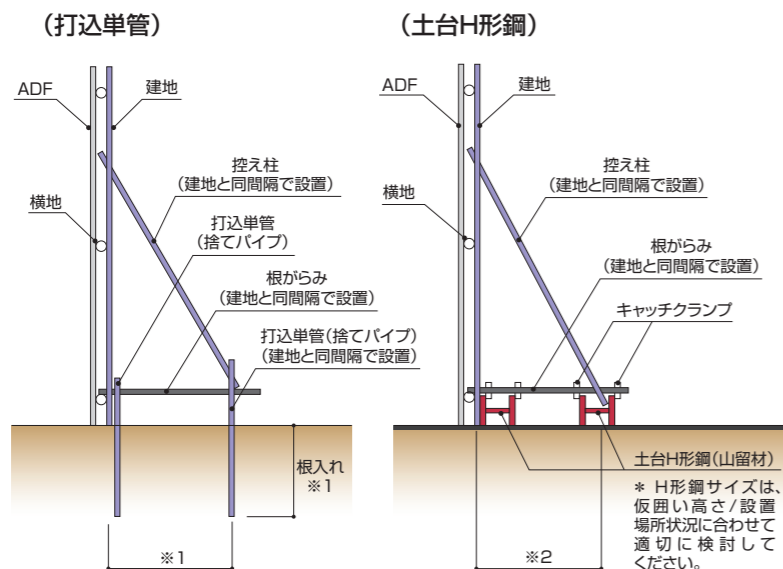 (打込単管)
ADF
建地
控え柱
(建地と同間隔で設置)
横地
打込単管
(捨てパイプ)
根がらみ
(建地と同間隔で設置)
打込単管(捨てパイプ)
(建地と同間隔で設置)
根入れ
※1
※1
(土台H形鋼)
ADF
建地
控え柱
(建地と同間隔で設置)
横地
根がらみ
(建地と同間隔で設置)
キャッチクランプ
土台H形鋼(山留材)
* H形鋼サイズは、
仮囲い高さ/設置
場所状況に合わせて
適切に検討して
ください。
※2